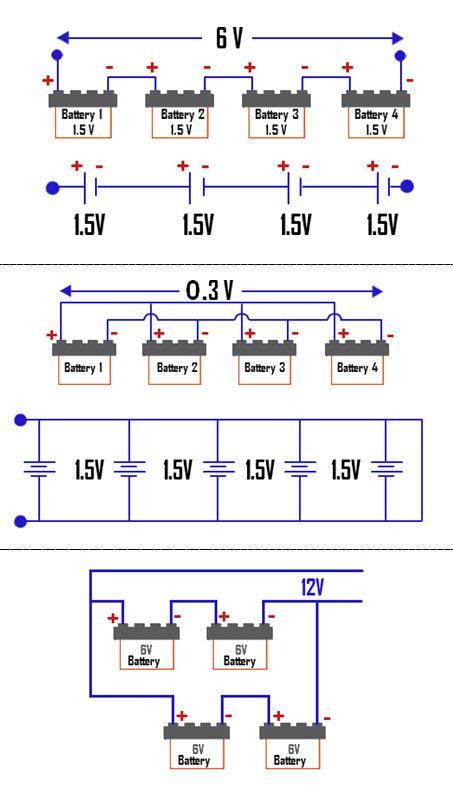 6 V
+ - + - + - + -
Battery 1 Battery 2 Battery 3 Battery 4
1.5 V 1.5 V 1.5 V 1.5 V
+ - + - + - + -
1.5V 1.5V 1.5V 1.5V
0.3 V
+ - + - + - + -
Battery 1 Battery 2 Battery 3 Battery 4
1.5V 1.5V 1.5V 1.5V
12V
+ - + -
6V 6V
Battery Battery
+ - + -
6V 6V
Battery Battery